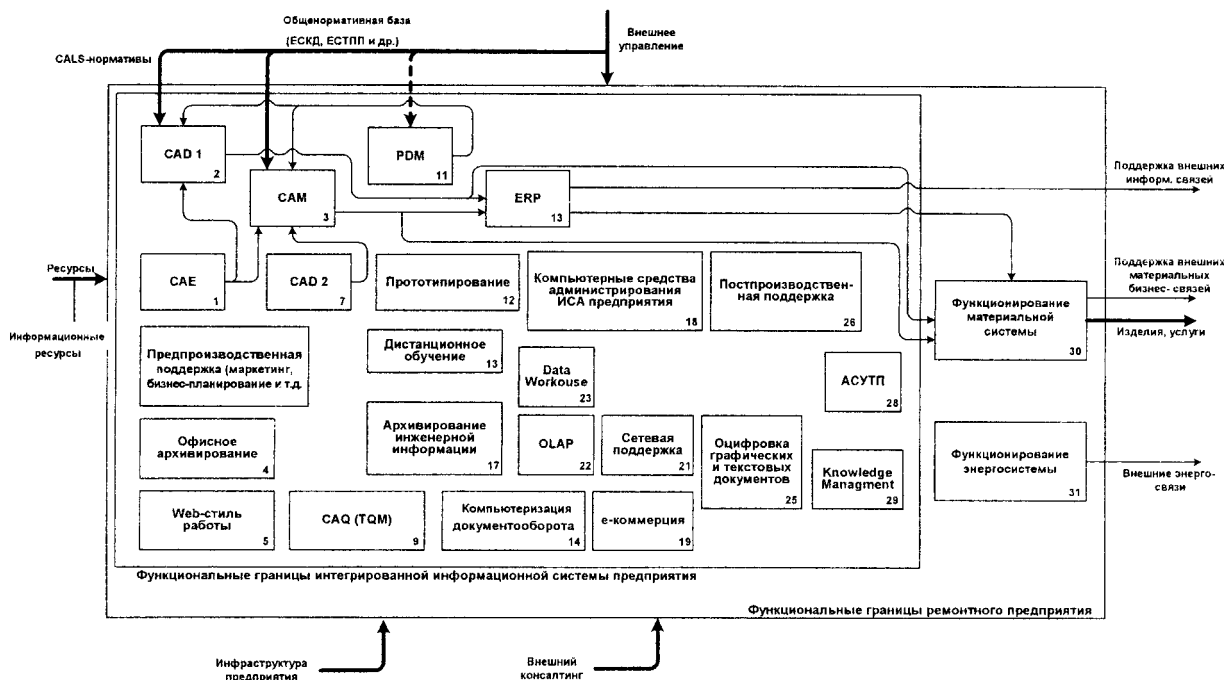 Общенормативная база
(ЕСКД, ЕСТПП и др.)
Внешнее
управление
CALS-нормативы
CAD 1
2
PDM
11
CAM
3
ERP
13
Поддержка внешних
информ. связей
Ресурсы
Информационные
ресурсы
CAE
1
CAD 2
7
Прототипирование
12
Компьютерные средства
администрирования
ИСА предприятия
18
Постпроизводствен-
ная поддержка
26
Функционирование
материальной
системы
30
Поддержка внешних
материальных
бизнес- связей
Изделия, услуги
Предпроизводственная
поддержка (маркетинг,
бизнес-планирование и т.д.
Дистанционное
обучение
13
Data
Workouse
23
АСУТП
28
Офисное
архивирование
4
Архивирование
инженерной
информации
17
OLAP
22
Сетевая
поддержка
21
Оцифровка
графических
и текстовых
документов
25
Knowledge
Managment
29
Функционирование
энергосистемы
31
Внешние энерго-
связи
Web-стиль
работы
5
CAQ (TQM)
9
Компьютеризация
документооборота
14
е-коммерция
19
Функциональные границы интегрированной информационной системы предприятия
Функциональные границы ремонтного предприятия
Инфраструктура
предприятия
Внешний
консалтинг